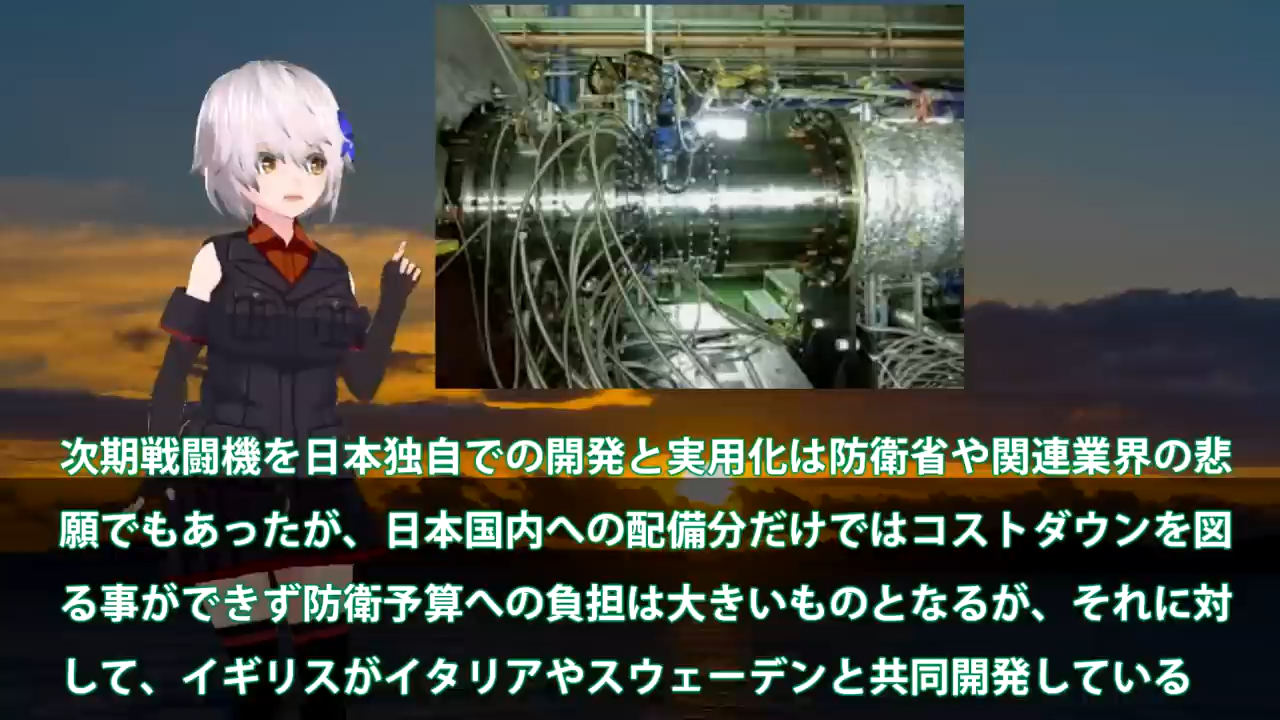 次期戦闘機を日本独自での開発と実用化は防衛省や関連業界の悲
願でもあったが、日本国内への配備分だけではコストダウンを図
る事ができず防衛予算への負担は大きいものとなるが、それに対
して、イギリスがイタリアやスウェーデンと共同開発している